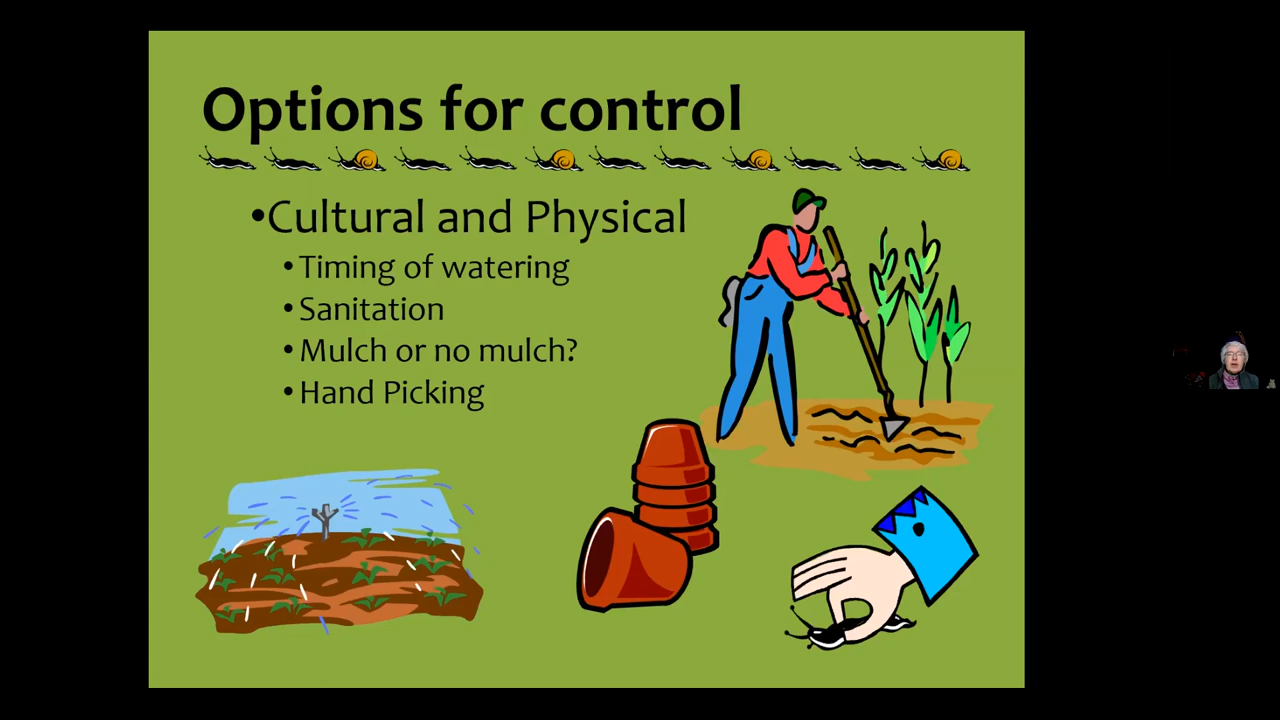 Options for control
•Cultural and Physical
•Timing of watering
•Sanitation
•Mulch or no mulch?
•Hand Picking